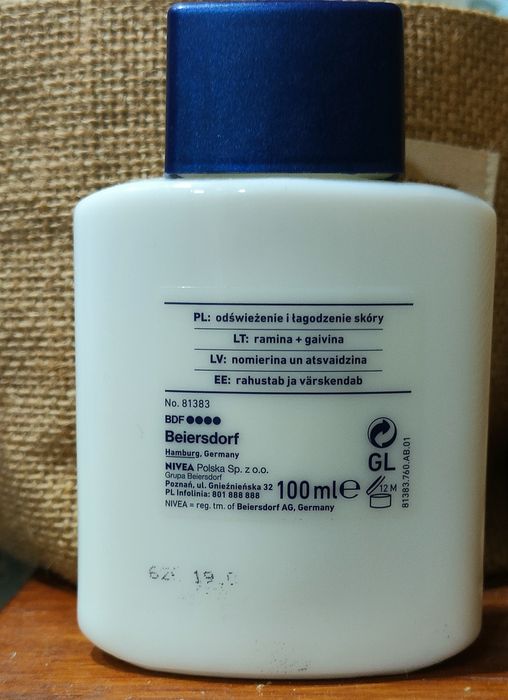 PL: odświeżenie i łagodzenie skóry
LT: ramina + gaivina
LV: nomierina un atsvaidzina
EE: rahustab ja värskendab
No. 81383
BDF●●●●
Beiersdorf
Hamburg, Germany
NIVEA Polska Sp. z o.o.
Grupa Beiersdorf
Poznań, ul. Gnieźnieńska 32
PL Infolinia: 801 888 888
NIVEA = reg. tm. of Beiersdorf AG, Germany
100 ml ℮
GL
12 M
81383.760.AB.01